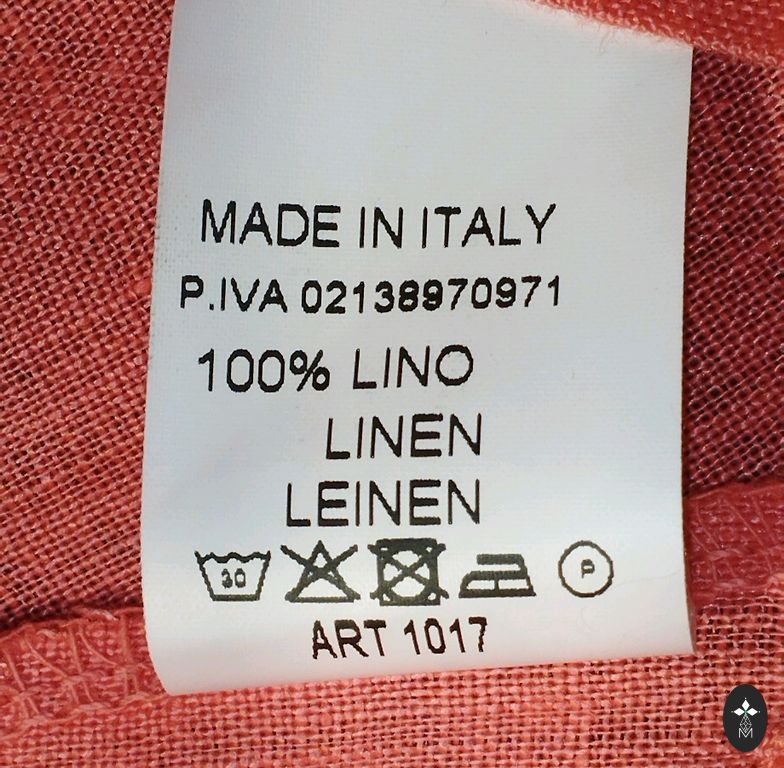 MADE IN ITALY
P.IVA 02138970971
100% LINO
LINEN
LEINEN
30 P
ART 1017
M